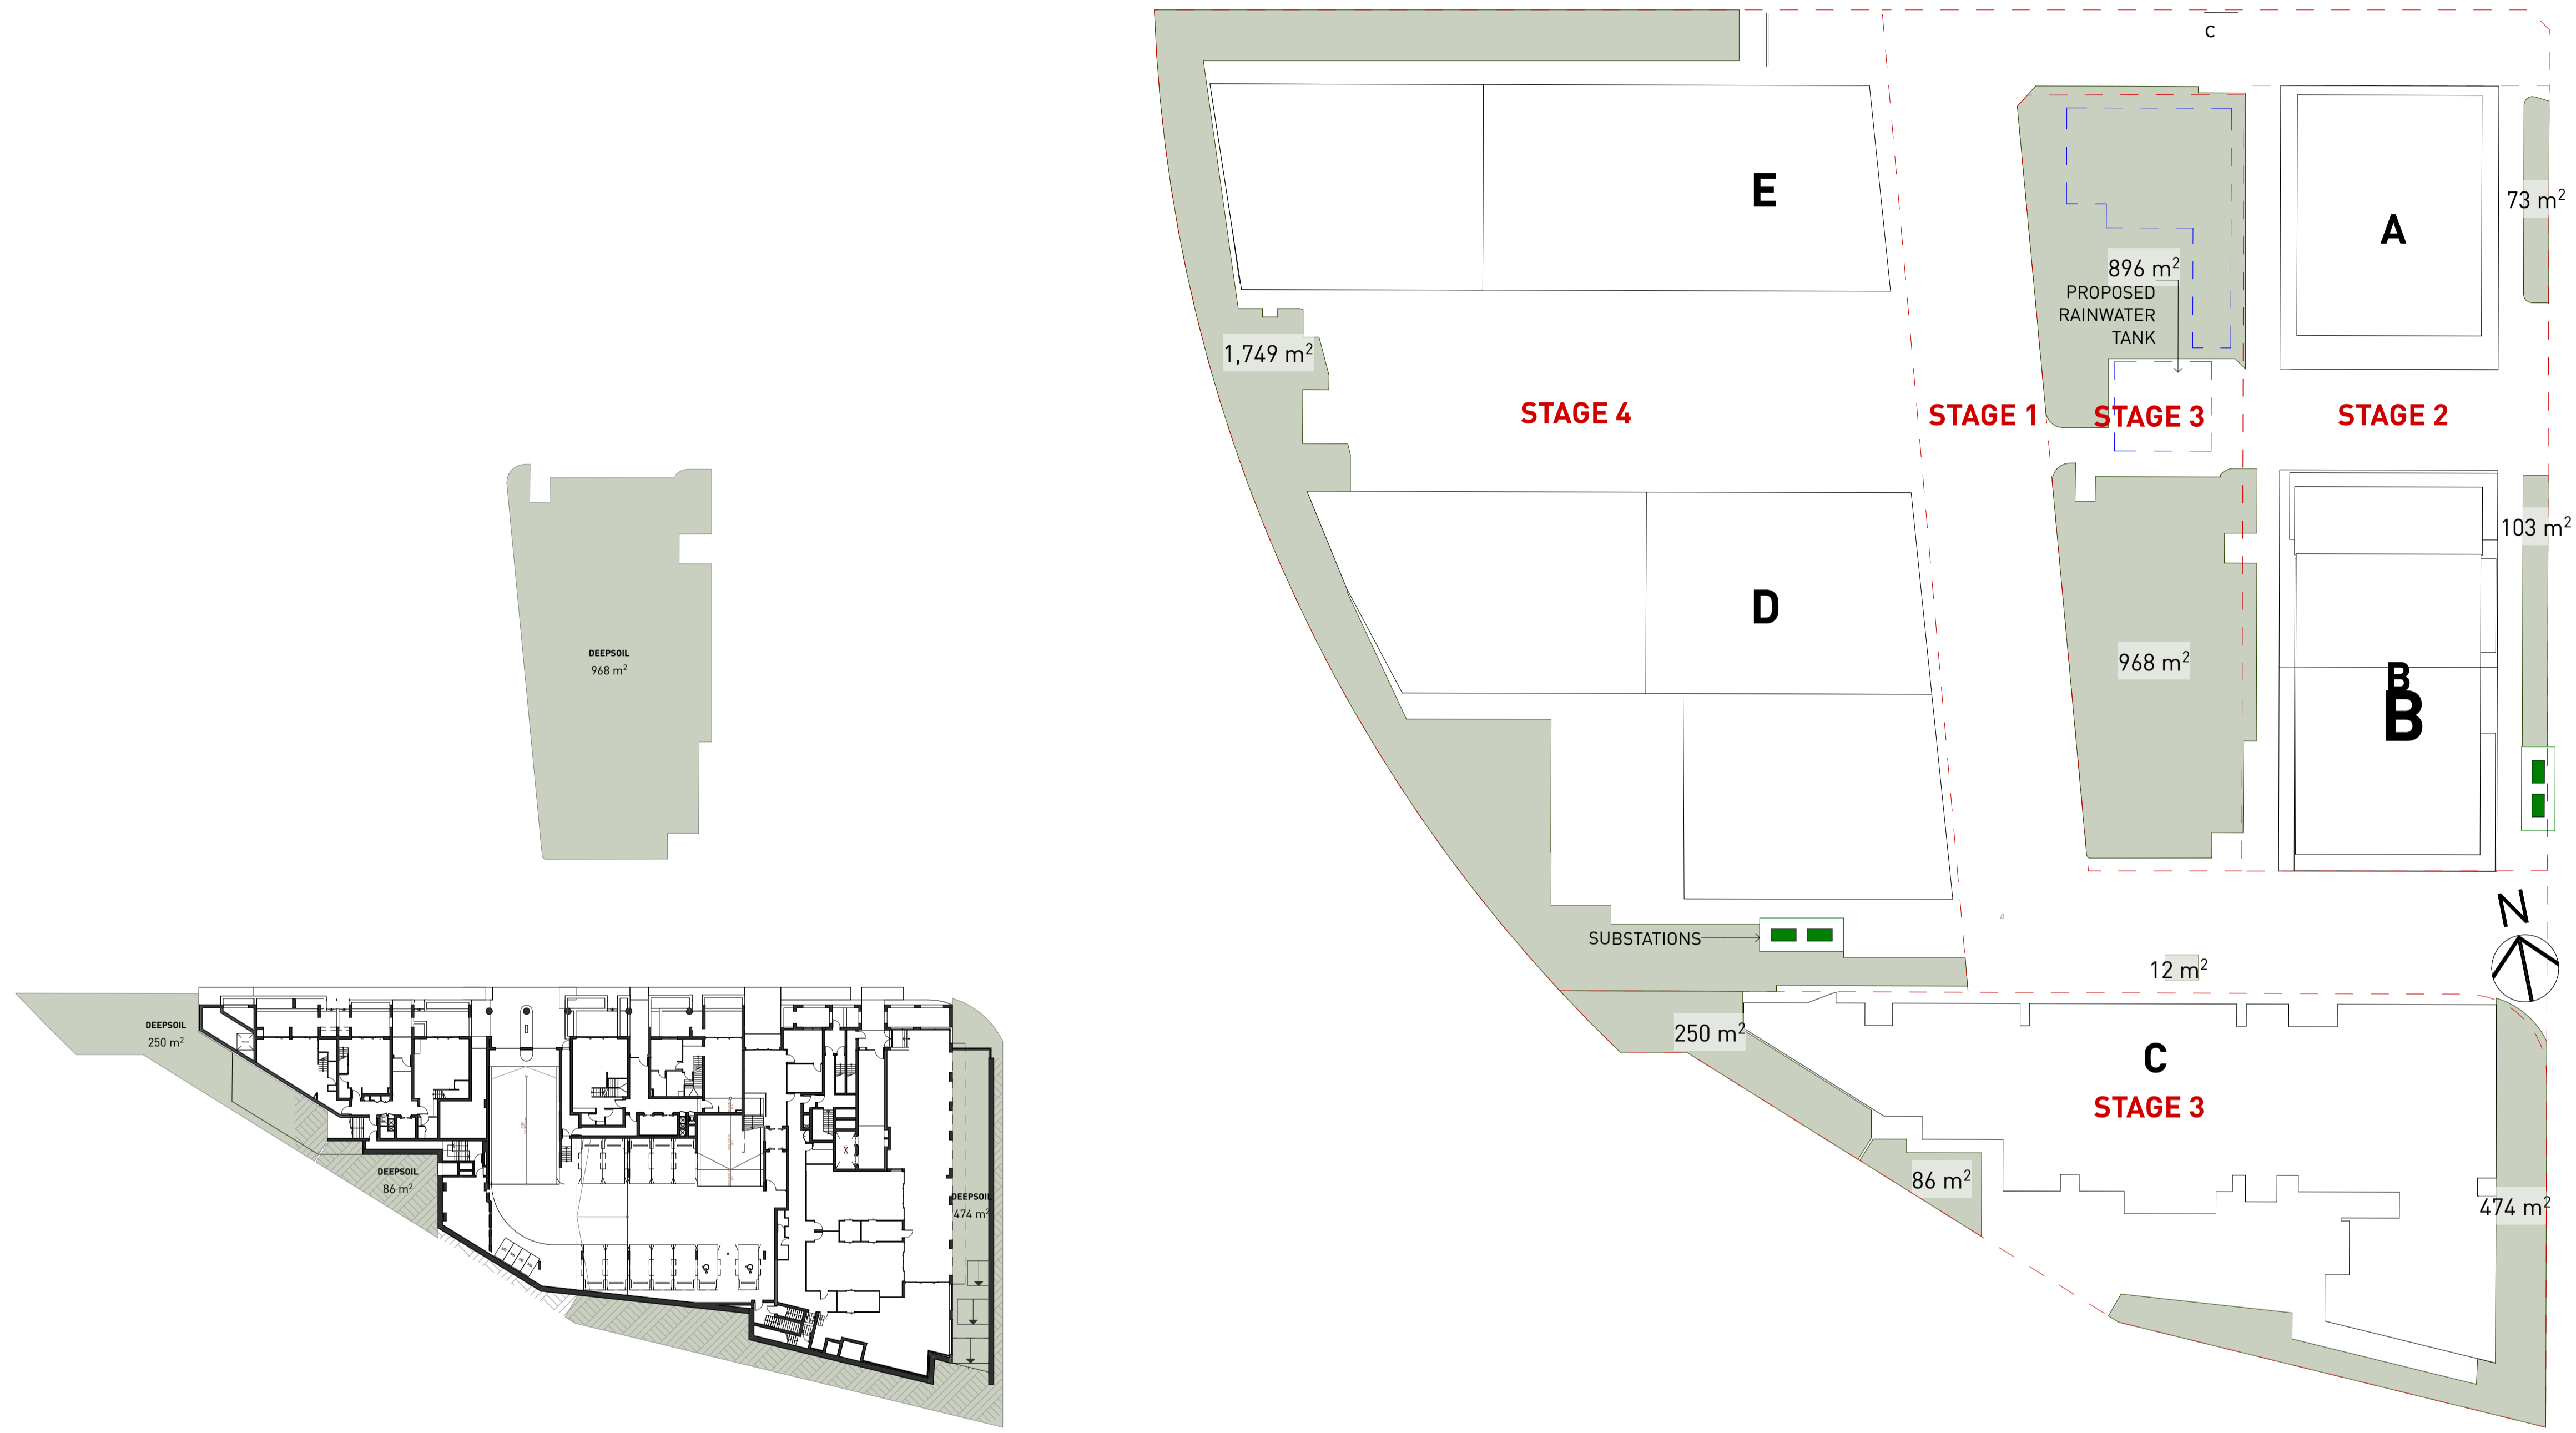 C
E
A
73 m²
896 m²
PROPOSED
RAINWATER
TANK
1,749 m²
STAGE 4
STAGE 1
STAGE 3
STAGE 2
103 m²
D
968 m²
B
B
DEEPSOIL
968 m²
N
SUBSTATIONS
12 m²
250 m²
C
STAGE 3
86 m²
474 m²
DEEPSOIL
250 m²
DEEPSOIL
86 m²
DEEPSOIL
474 m²